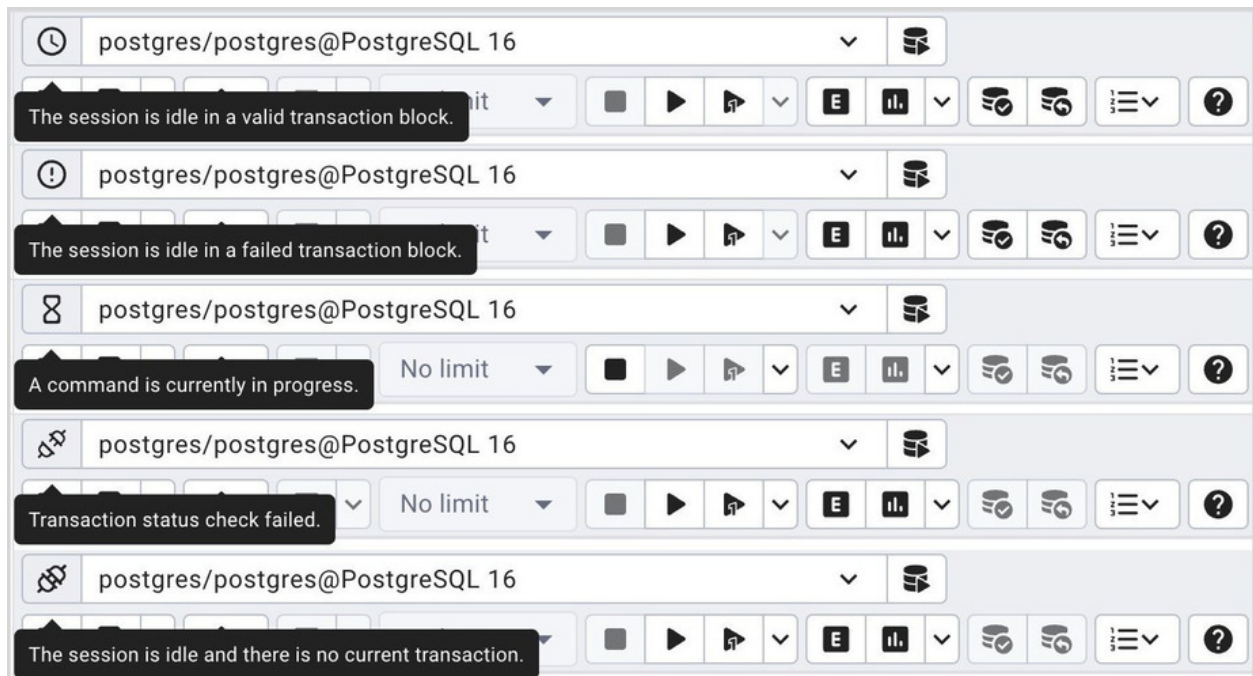 postgres/postgres@PostgreSQL 16
The session is idle in a valid transaction block.
E
postgres/postgres@PostgreSQL 16
The session is idle in a failed transaction block.
E
postgres/postgres@PostgreSQL 16
A command is currently in progress.
No limit
E
postgres/postgres@PostgreSQL 16
Transaction status check failed.
No limit
E
postgres/postgres@PostgreSQL 16
The session is idle and there is no current transaction.
E